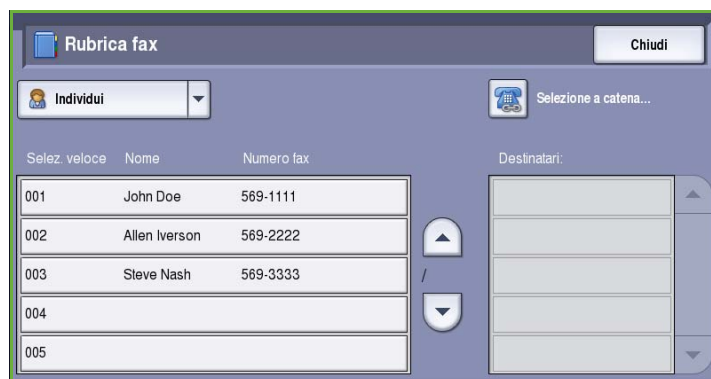 Rubrica fax
Chiudi
Individui
Selezione a catena...
Selez. veloce Nome Numero fax Destinatari:
001 John Doe 569-1111
002 Allen Iverson 569-2222
003 Steve Nash 569-3333
/
004
005